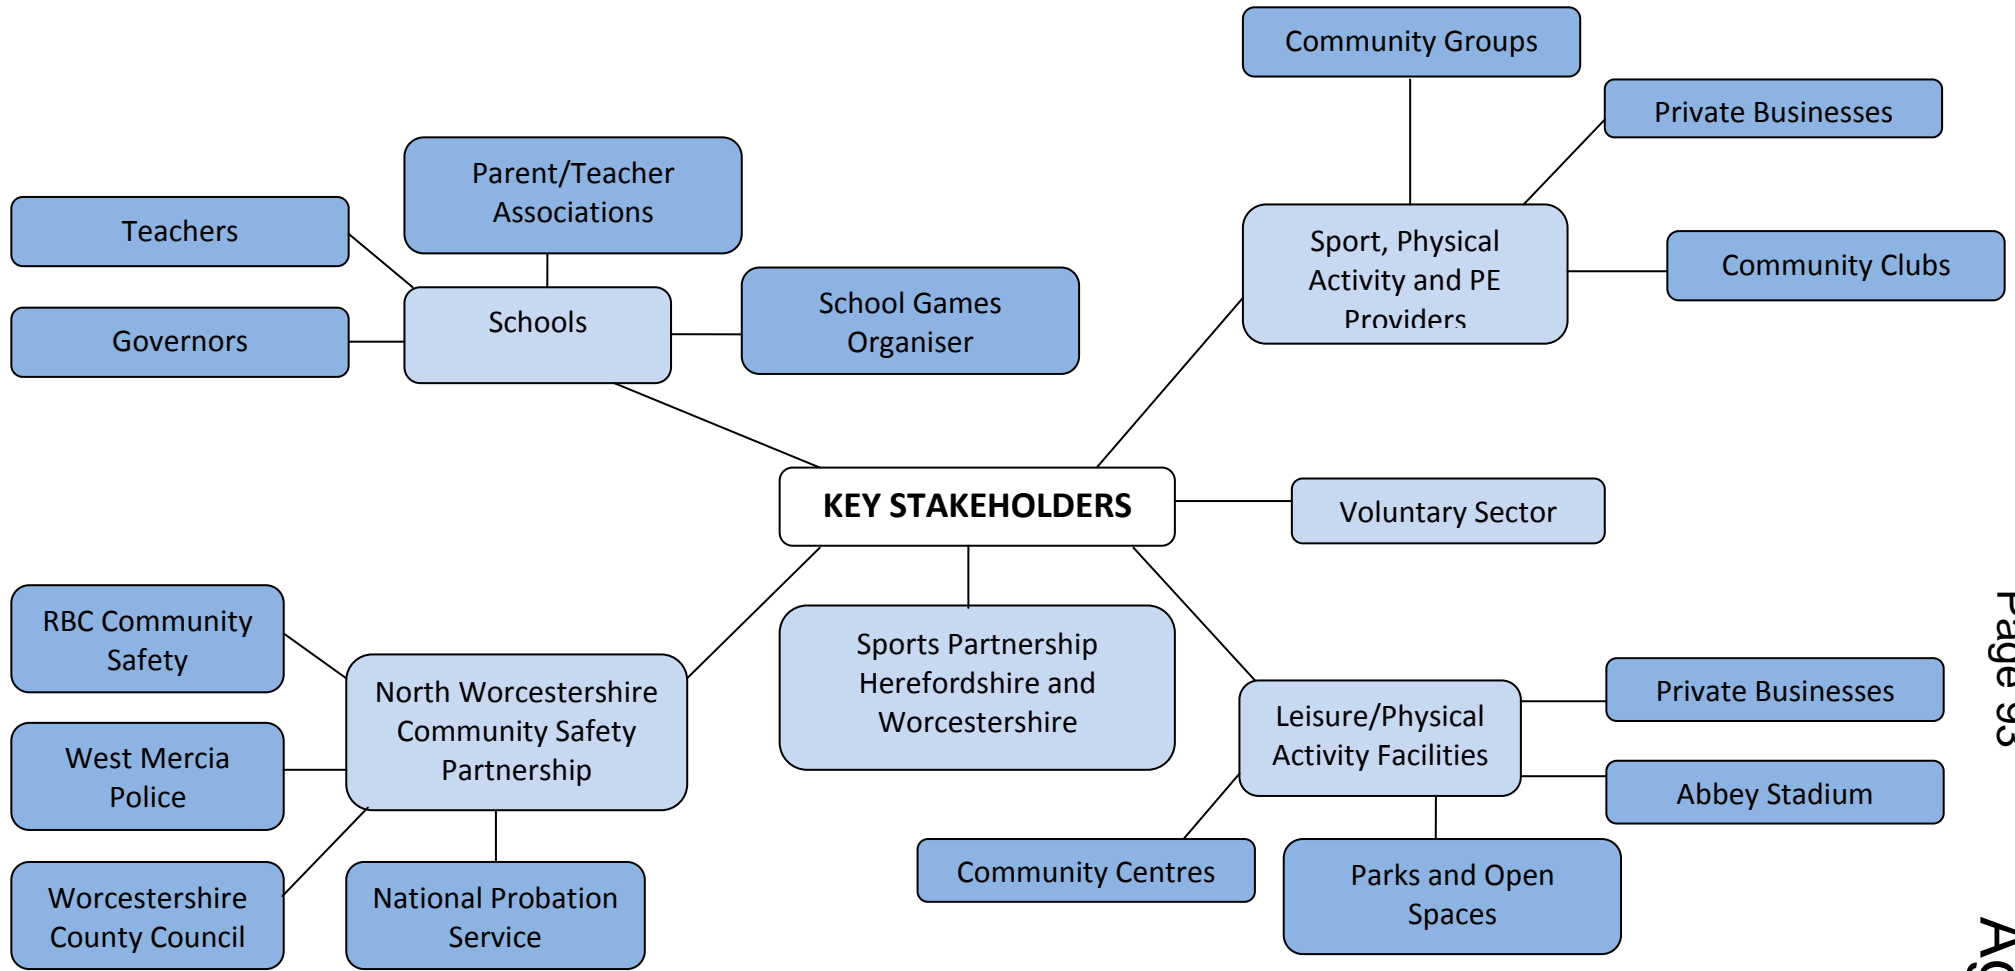 Community Groups
Private Businesses
Parent/Teacher
Associations
Teachers
Sport, Physical
Activity and PE
Providers
Community Clubs
Schools
School Games
Organiser
Governors
KEY STAKEHOLDERS
Voluntary Sector
RBC Community
Safety
Sports Partnership
Herefordshire and
Worcestershire
North Worcestershire
Community Safety
Partnership
Private Businesses
Leisure/Physical
Activity Facilities
West Mercia
Police
Abbey Stadium
Community Centres
Parks and Open
Spaces
Worcestershire
County Council
National Probation
Service
Page 93